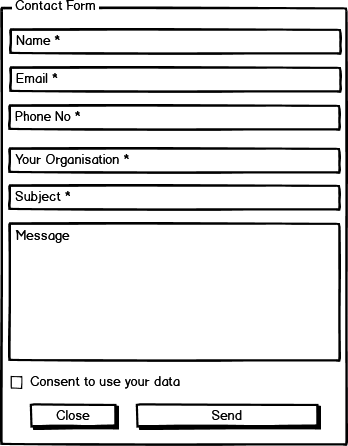 Contact Form
Name *
Email *
Phone No *
Your Organisation *
Subject *
Message
Consent to use your data
Close
Send